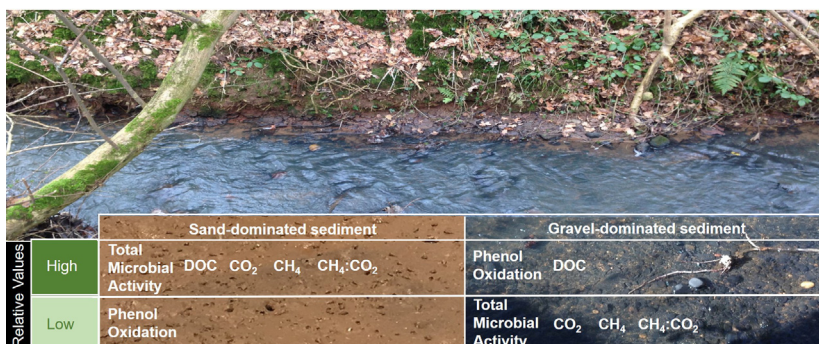 Sand-dominated sediment
Gravel-dominated sediment
Relative Values
High
Total
Microbial DOC CO₂ CH₄ CH₄:CO₂
Activity
Phenol
Oxidation DOC
Low
Phenol
Oxidation
Total
Microbial CO₂ CH₄ CH₄:CO₂
Activity